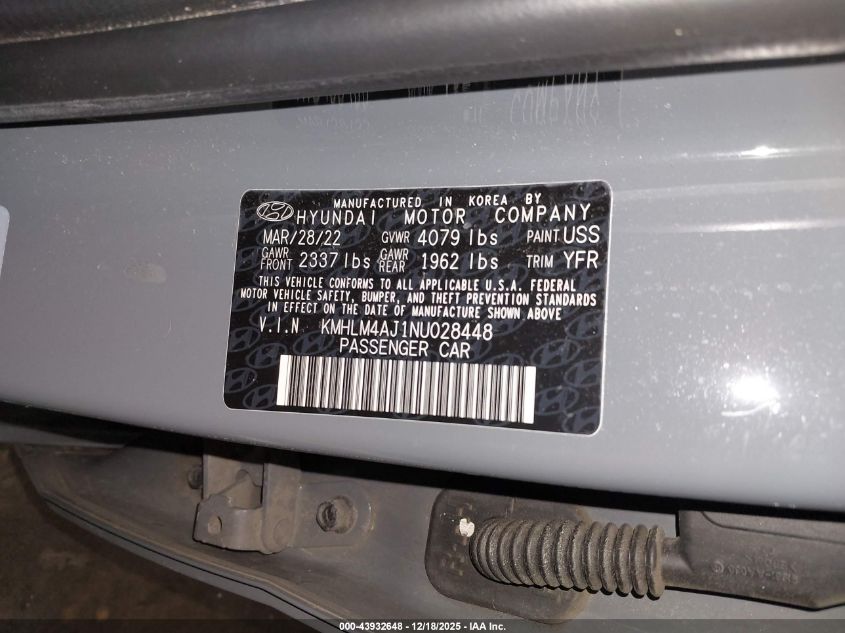 MANUFACTURED IN KOREA BY
HYUNDAI MOTOR COMPANY
MAR/28/22 GVWR 4079 lbs PAINT USS
GAWR FRONT 2337 lbs GAWR REAR 1962 lbs TRIM YFR
THIS VEHICLE CONFORMS TO ALL APPLICABLE U.S.A. FEDERAL
MOTOR VEHICLE SAFETY, BUMPER, AND THEFT PREVENTION STANDARDS
IN EFFECT ON THE DATE OF MANUFACTURE SHOWN ABOVE
V.I.N KMHLM4AJ1NU028448
PASSENGER CAR
000-43932648 - 12/18/2025 - IAA Inc.